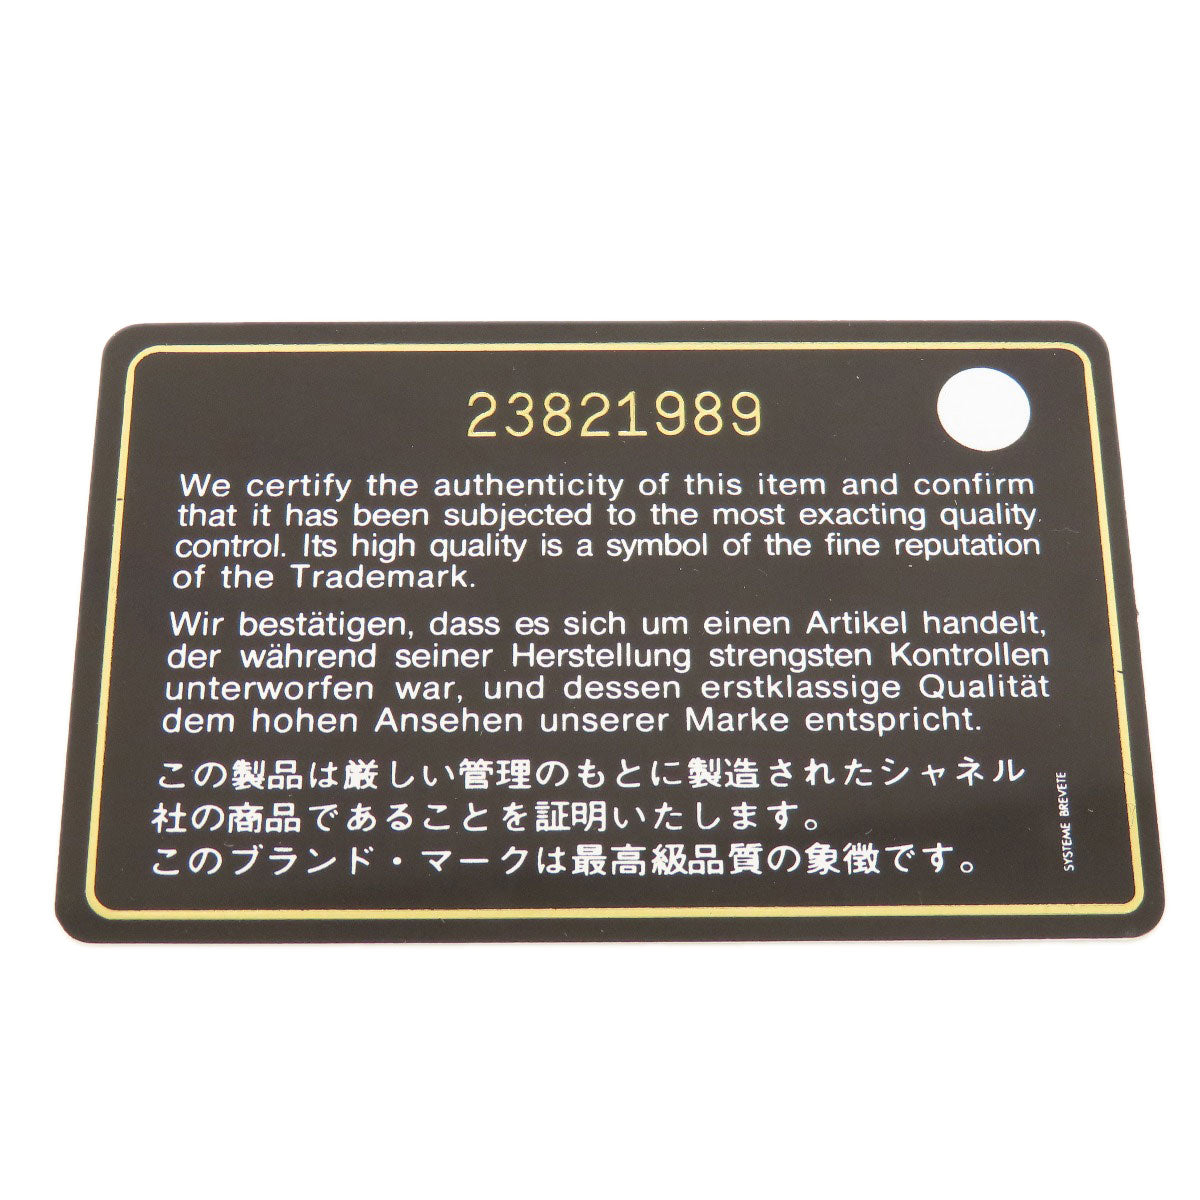 23821989
We certify the authenticity of this item and confirm
that it has been subjected to the most exacting quality
control. Its high quality is a symbol of the fine reputation
of the Trademark.
Wir bestätigen, dass es sich um einen Artikel handelt,
der während seiner Herstellung strengsten Kontrollen
unterworfen war, und dessen erstklassige Qualität
dem hohen Ansehen unserer Marke entspricht.
この製品は厳しい管理のもとに製造されたシャネル
社の商品であることを証明いたします。
このブランド・マークは最高級品質の象徴です。
SYSTEME BREVETE